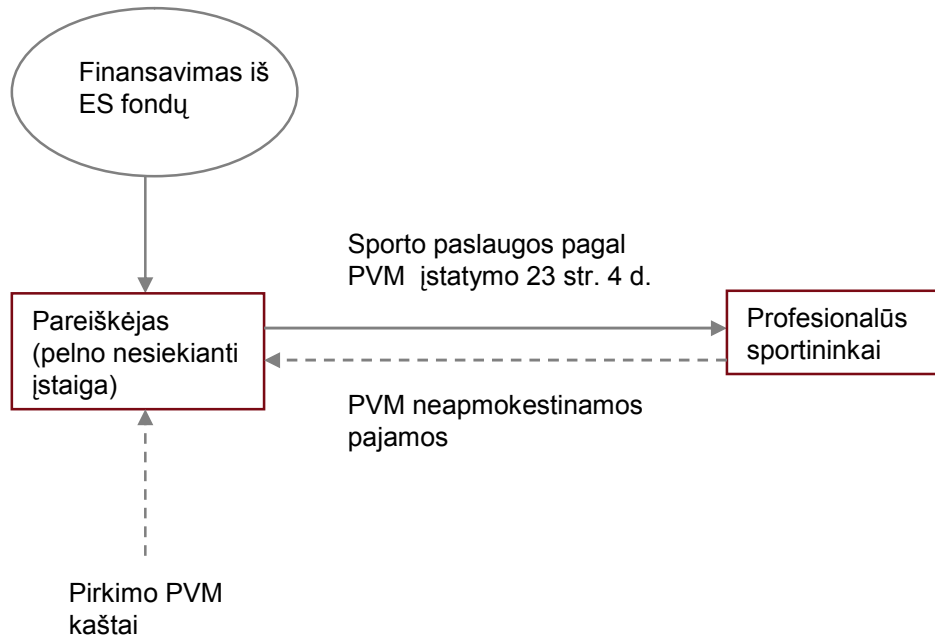 Finansavimas iš
ES fondų
Sporto paslaugos pagal
PVM įstatymo 23 str. 4 d.
Pareiškėjas
(pelno nesiekianti
įstaiga)
Profesionalūs
sportininkai
PVM neapmokestinamos
pajamos
Pirkimo PVM
kaštai